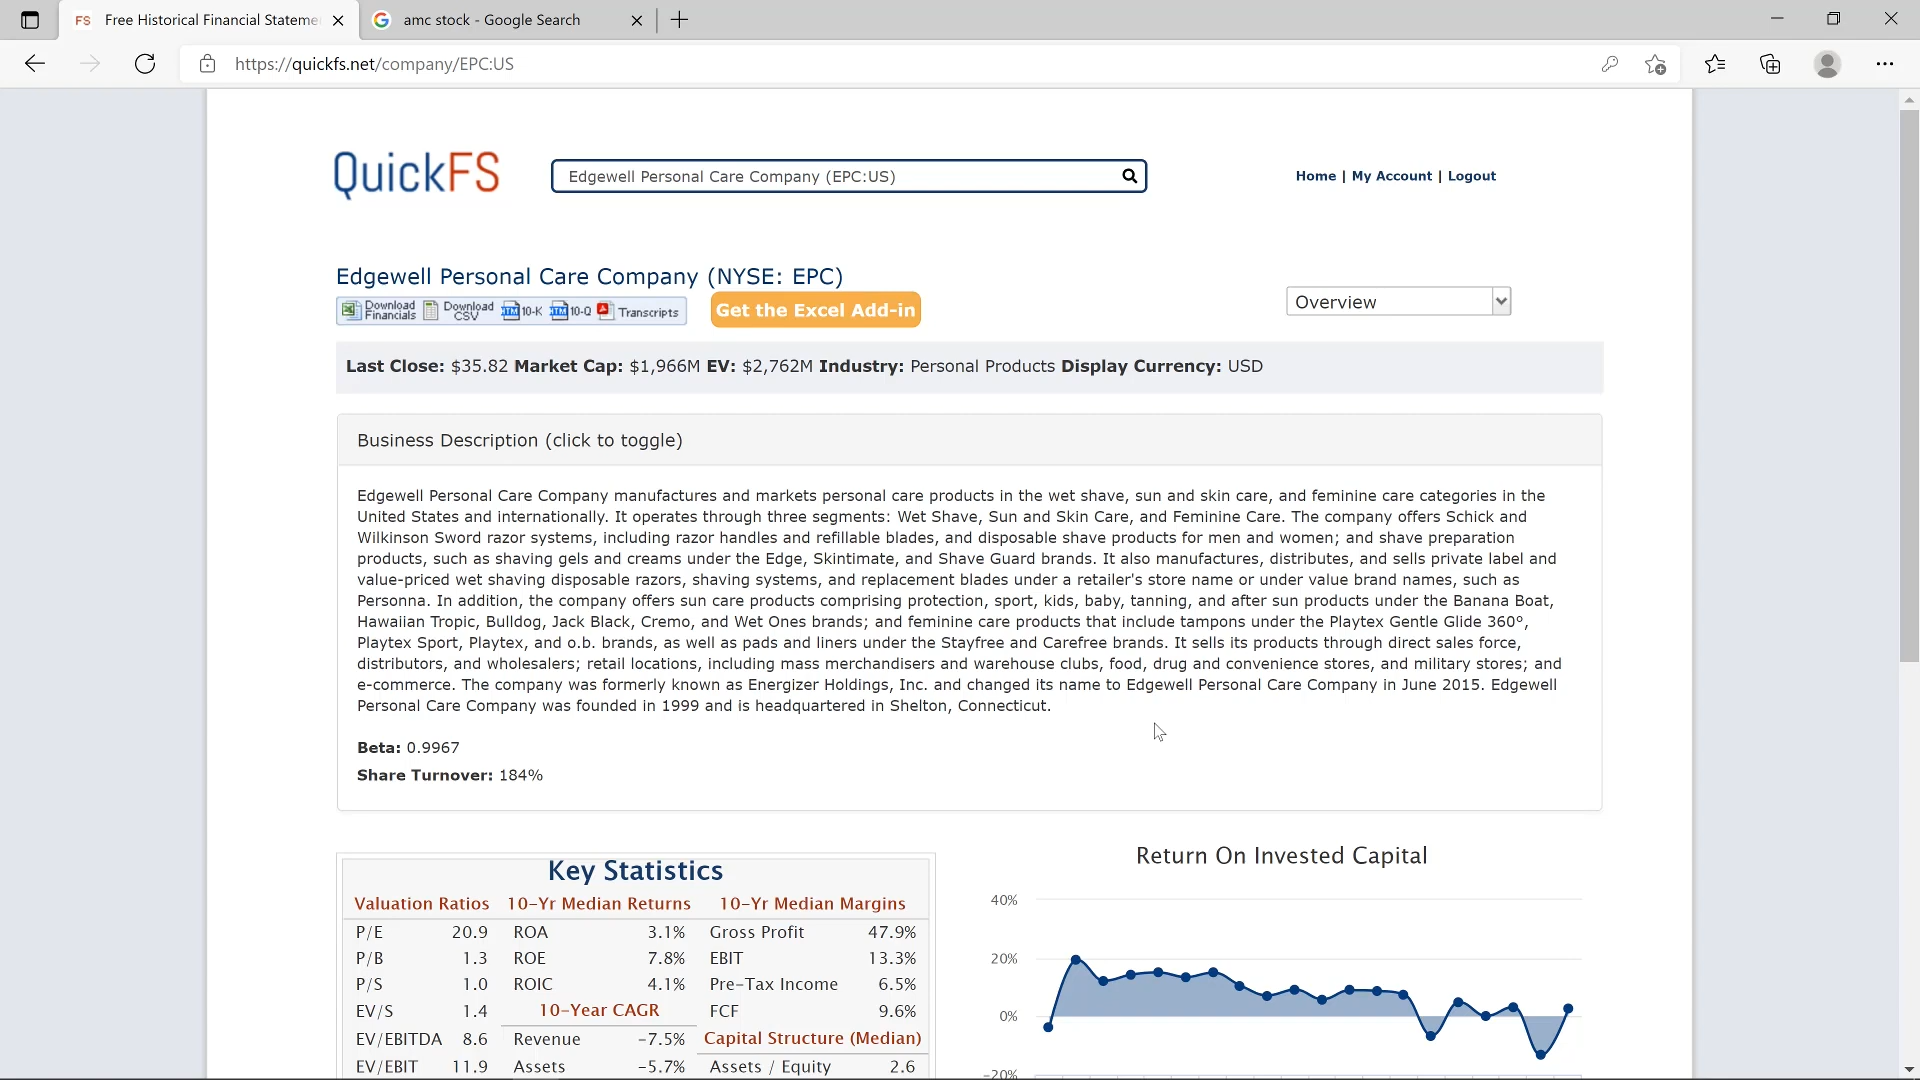 FS Free Historical Financial Stateme
amc stock - Google Search
https://quickfs.net/company/EPC:US
QuickFS
Edgewell Personal Care Company (EPC:US)
Home | My Account | Logout
Edgewell Personal Care Company (NYSE: EPC)
Download Financials
Download CSV
10-K
10-Q
Transcripts
Get the Excel Add-in
Overview
Last Close: $35.82 Market Cap: $1,966M EV: $2,762M Industry: Personal Products Display Currency: USD
Business Description (click to toggle)
Edgewell Personal Care Company manufactures and markets personal care products in the wet shave, sun and skin care, and feminine care categories in the
United States and internationally. It operates through three segments: Wet Shave, Sun and Skin Care, and Feminine Care. The company offers Schick and
Wilkinson Sword razor systems, including razor handles and refillable blades, and disposable shave products for men and women; and shave preparation
products, such as shaving gels and creams under the Edge, Skintimate, and Shave Guard brands. It also manufactures, distributes, and sells private label and
value-priced wet shaving disposable razors, shaving systems, and replacement blades under a retailer's store name or under value brand names, such as
Personna. In addition, the company offers sun care products comprising protection, sport, kids, baby, tanning, and after sun products under the Banana Boat,
Hawaiian Tropic, Bulldog, Jack Black, Cremo, and Wet Ones brands; and feminine care products that include tampons under the Playtex Gentle Glide 360°,
Playtex Sport, Playtex, and o.b. brands, as well as pads and liners under the Stayfree and Carefree brands. It sells its products through direct sales force,
distributors, and wholesalers; retail locations, including mass merchandisers and warehouse clubs, food, drug and convenience stores, and military stores; and
e-commerce. The company was formerly known as Energizer Holdings, Inc. and changed its name to Edgewell Personal Care Company in June 2015. Edgewell
Personal Care Company was founded in 1999 and is headquartered in Shelton, Connecticut.
Beta: 0.9967
Share Turnover: 184%
Key Statistics
Valuation Ratios 10-Yr Median Returns 10-Yr Median Margins
P/E 20.9 ROA 3.1% Gross Profit 47.9%
P/B 1.3 ROE 7.8% EBIT 13.3%
P/S 1.0 ROIC 4.1% Pre-Tax Income 6.5%
EV/S 1.4 10-Year CAGR FCF 9.6%
EV/EBITDA 8.6 Revenue -7.5% Capital Structure (Median)
EV/EBIT 11.9 Assets -5.7% Assets / Equity 2.6
Return On Invested Capital
40%
20%
0%
-20%